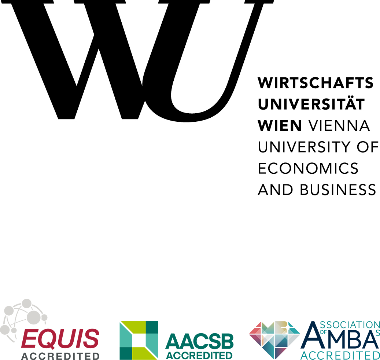 WU
WIRTSCHAFTS
UNIVERSITÄT
WIEN VIENNA
UNIVERSITY OF
ECONOMICS
AND BUSINESS
EQUIS
ACCREDITED
AACSB
ACCREDITED
ASSOCIATION
OF MBAS
AMBA
ACCREDITED